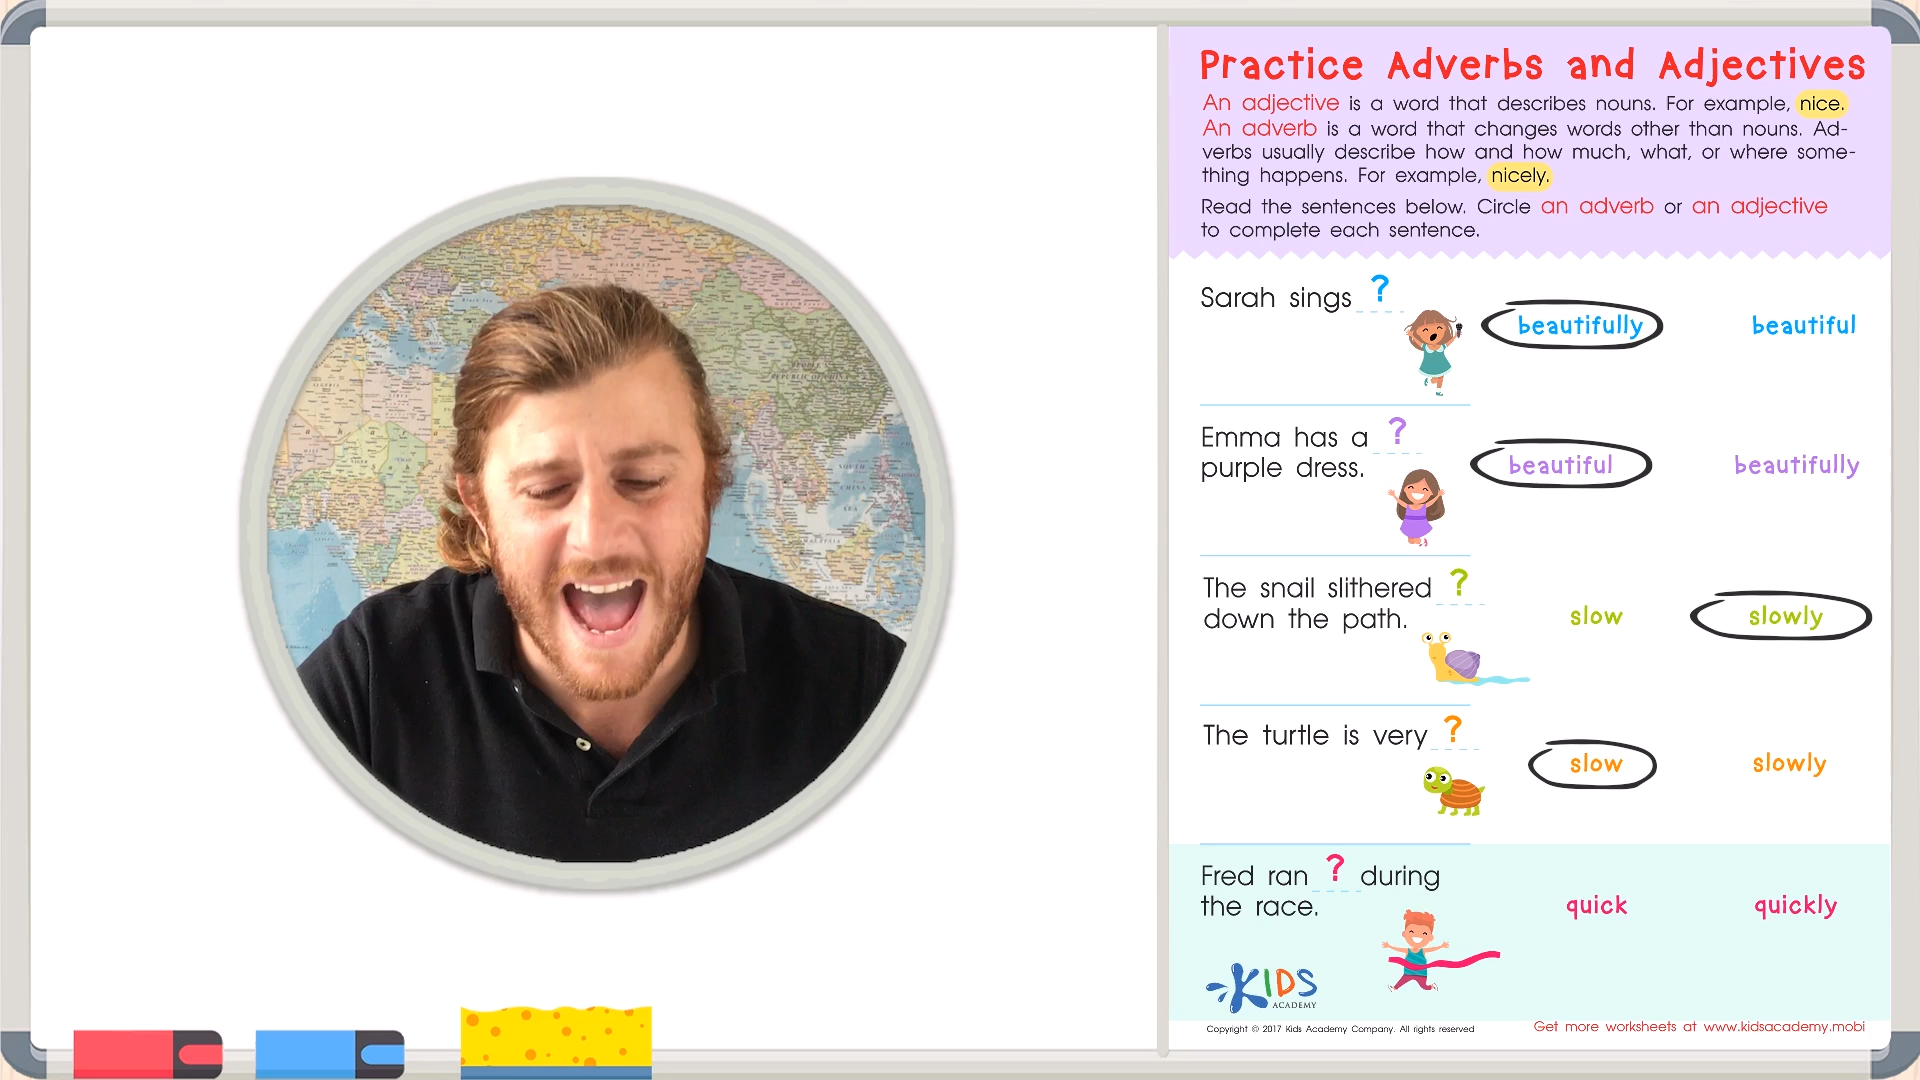 Practice Adverbs and Adjectives
An adjective is a word that describes nouns. For example, nice.
An adverb is a word that changes words other than nouns. Ad-
verbs usually describe how and how much, what, or where some-
thing happens. For example, nicely.
Read the sentences below. Circle an adverb or an adjective
to complete each sentence.
Sarah sings ?
beautifully beautiful
Emma has a ?
purple dress.
beautiful beautifully
The snail slithered ?
down the path.
slow slowly
The turtle is very ?
slow slowly
Fred ran ? during
the race.
quick quickly
KIDS
ACADEMY
Copyright © 2017 Kids Academy Company. All rights reserved
Get more worksheets at www.kidsacademy.mobi